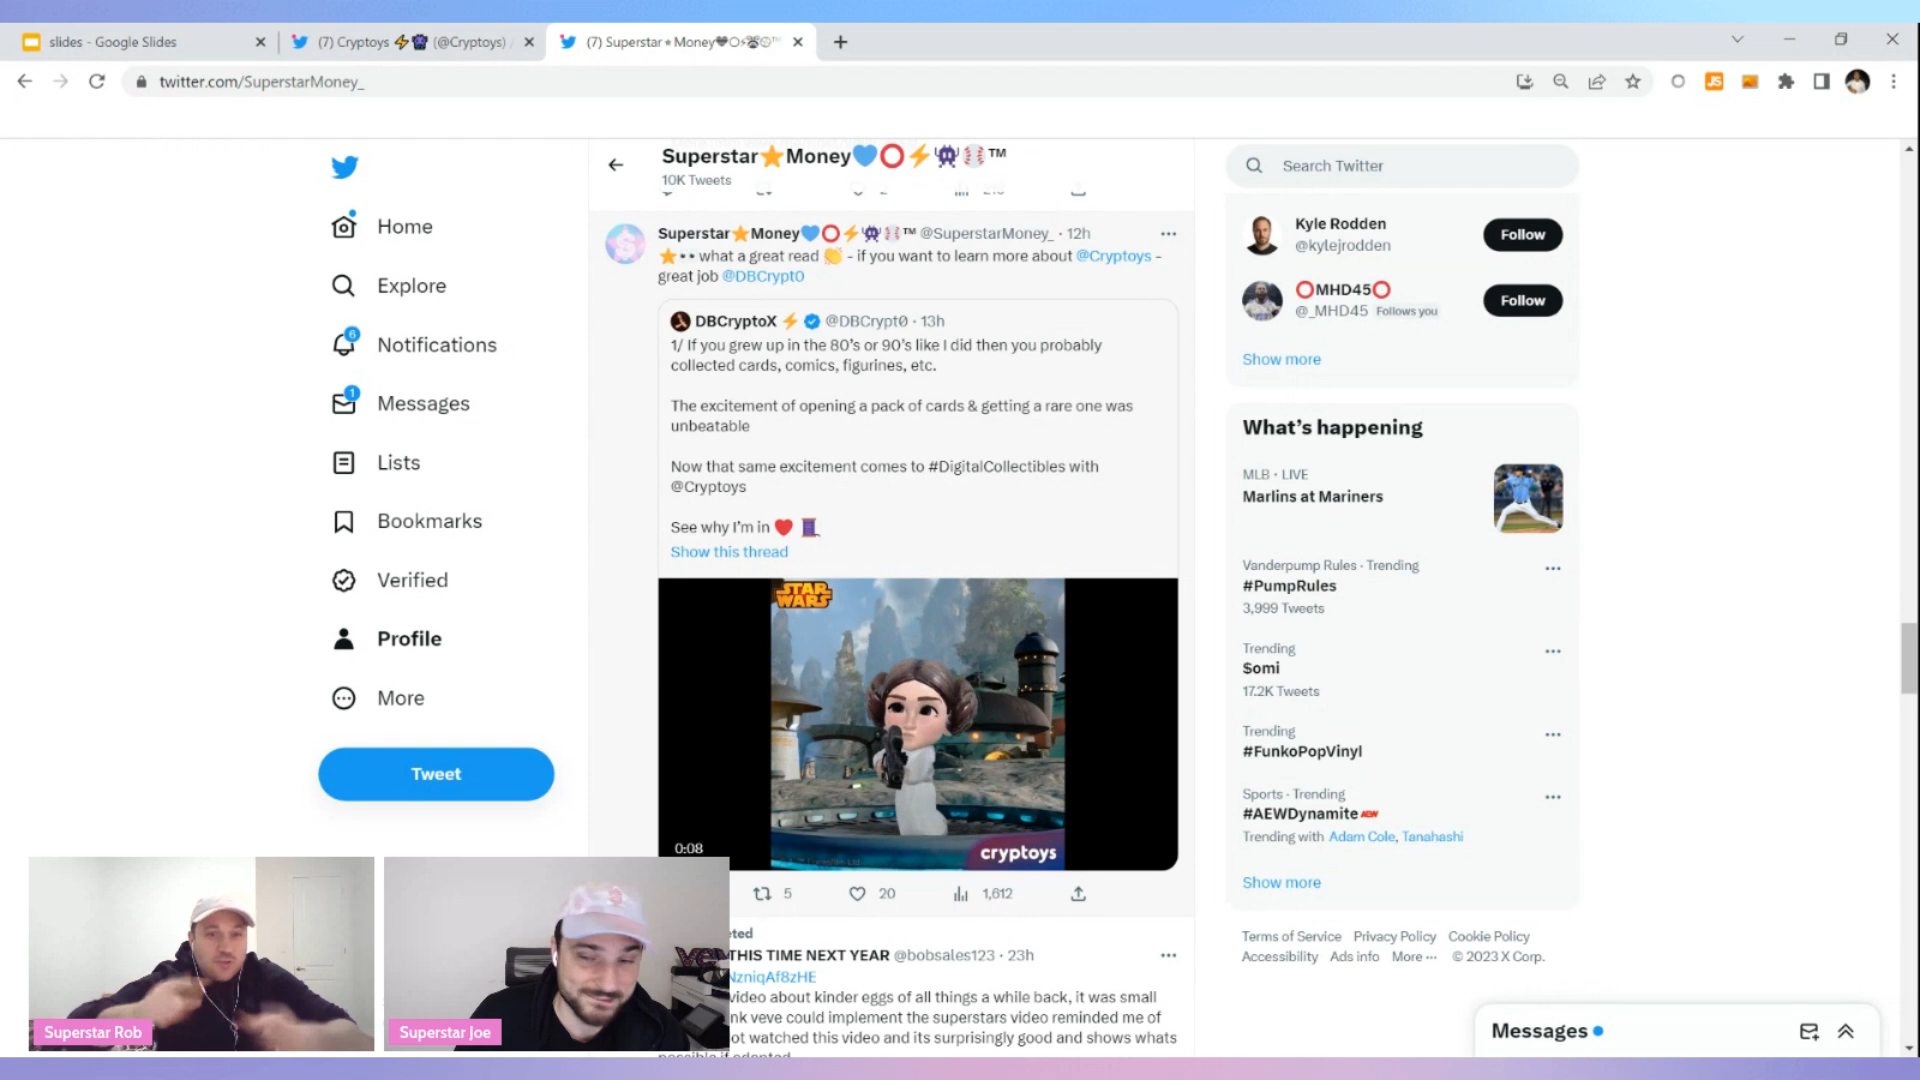 slides - Google Slides
(7) Cryptoys ⚡👾 (@Cryptoys) /
(7) Superstar⭐Money
twitter.com/SuperstarMoney_
Superstar⭐Money💙⭕⚡👾⚾™
10K Tweets
Search Twitter
Home
Explore
6
Notifications
1
Messages
Lists
Bookmarks
Verified
Profile
More
Tweet
Superstar⭐Money💙⭕⚡👾⚾™ @SuperstarMoney_ · 12h
⭐👀 what a great read 👏 - if you want to learn more about @Cryptoys -
great job @DBCrypt0
DBCryptoX ⚡ @DBCrypt0 · 13h
1/ If you grew up in the 80's or 90's like I did then you probably
collected cards, comics, figurines, etc.
The excitement of opening a pack of cards & getting a rare one was
unbeatable
Now that same excitement comes to #DigitalCollectibles with
@Cryptoys
See why I'm in ❤️ 🧵
Show this thread
STAR
WARS
0:08
cryptoys
5
20
1,612
eted
THIS TIME NEXT YEAR @bobsales123 · 23h
NzniqAf8zHE
video about kinder eggs of all things a while back, it was small
nk veve could implement the superstars video reminded me of
ot watched this video and its surprisingly good and shows whats
possible if adopted
Kyle Rodden
@kylejrodden
Follow
⭕MHD45⭕
@_MHD45 Follows you
Follow
Show more
What's happening
MLB · LIVE
Marlins at Mariners
Vanderpump Rules · Trending
#PumpRules
3,999 Tweets
Trending
Somi
17.2K Tweets
Trending
#FunkoPopVinyl
Sports · Trending
#AEWDynamite
Trending with Adam Cole, Tanahashi
Show more
Terms of Service Privacy Policy Cookie Policy
Accessibility Ads info More ··· © 2023 X Corp.
Messages
Superstar Rob
Superstar Joe